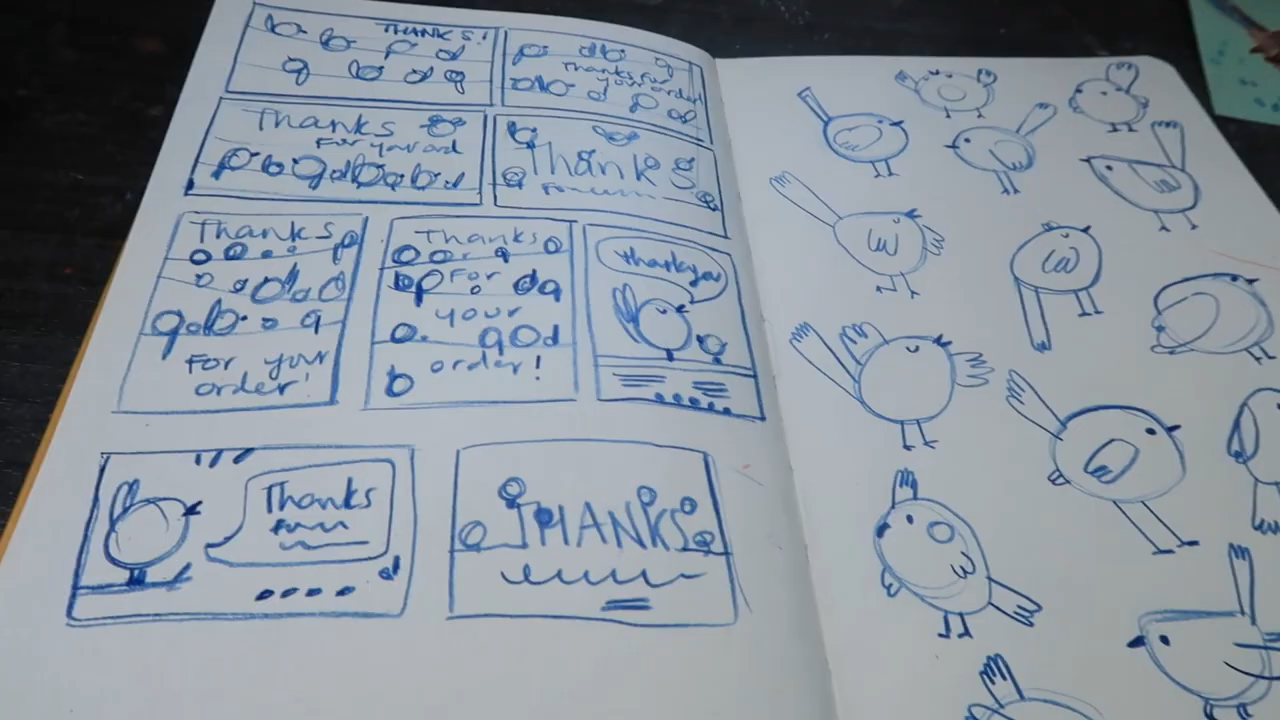 THANKS!
Thanks for
your order!
Thanks
For your ord
Thanks
Thanks
For your
order!
Thanks
For
your
order!
thank you
Thanks
THANKS